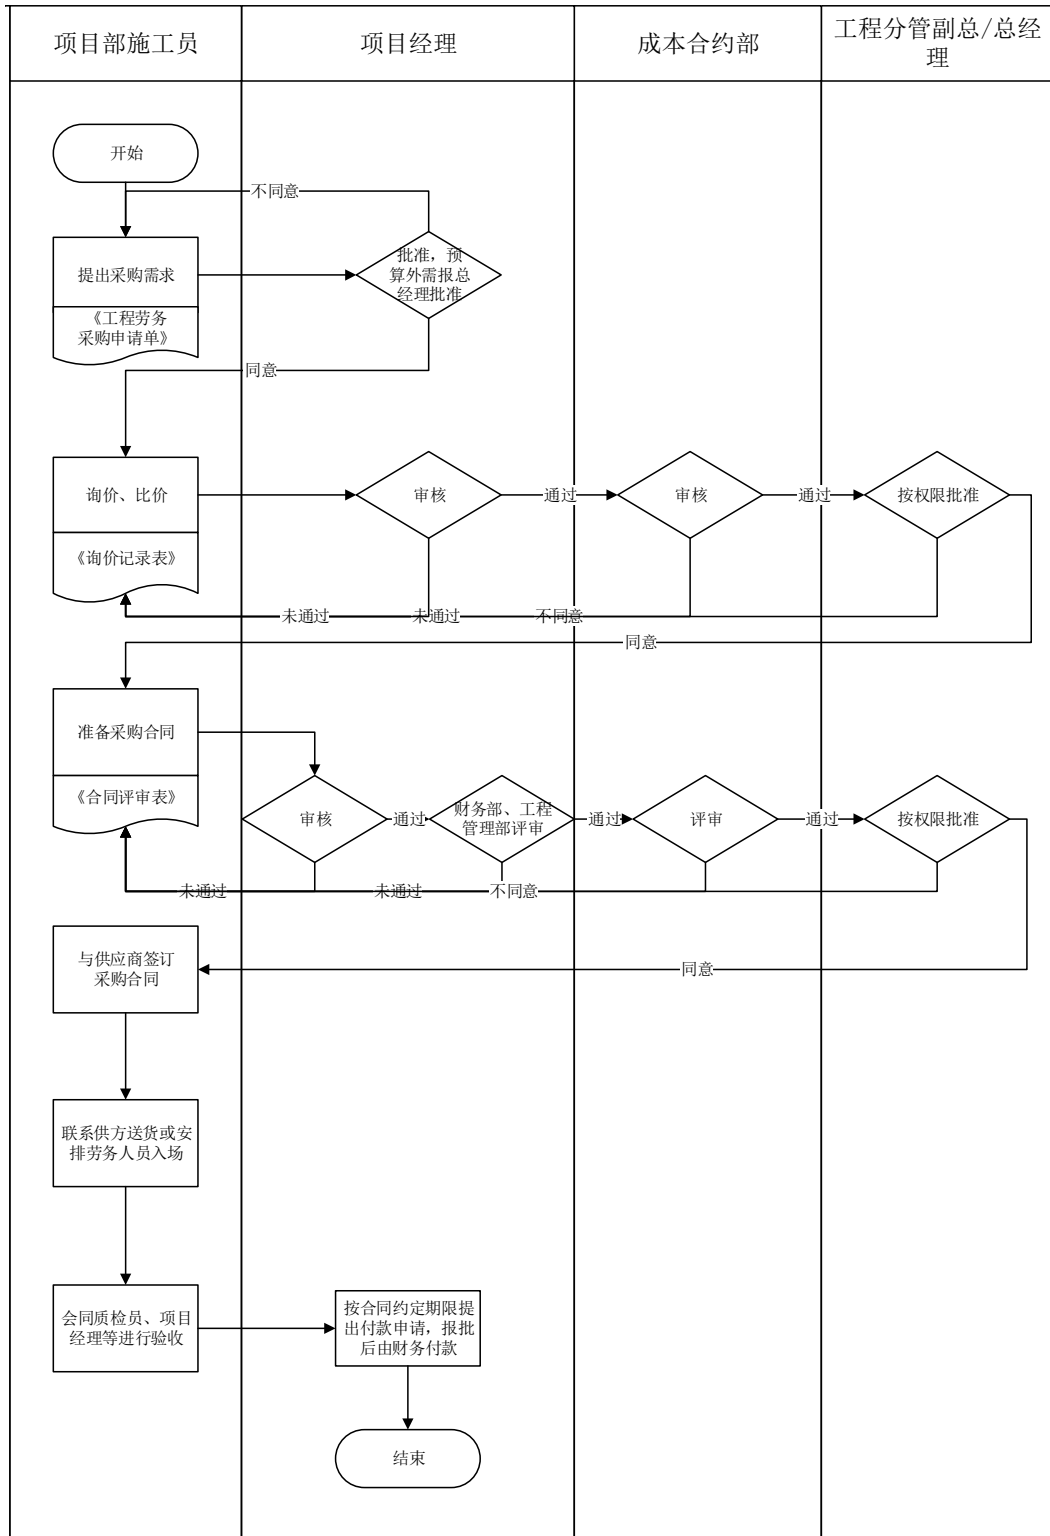 项目部施工员
项目经理
成本合约部
工程分管副总/总经
理
开始
不同意
提出采购需求
批准，预
算外需报总
经理批准
《工程劳务
采购申请单》
同意
询价、比价
审核
通过
审核
通过
按权限批准
《询价记录表》
未通过
未通过
不同意
同意
准备采购合同
《合同评审表》
审核
通过
财务部、工程
管理部评审
通过
评审
通过
按权限批准
未通过
未通过
不同意
与供应商签订
采购合同
同意
联系供方送货或安
排劳务人员入场
会同质检员、项目
经理等进行验收
按合同约定期限提
出付款申请，报批
后由财务付款
结束